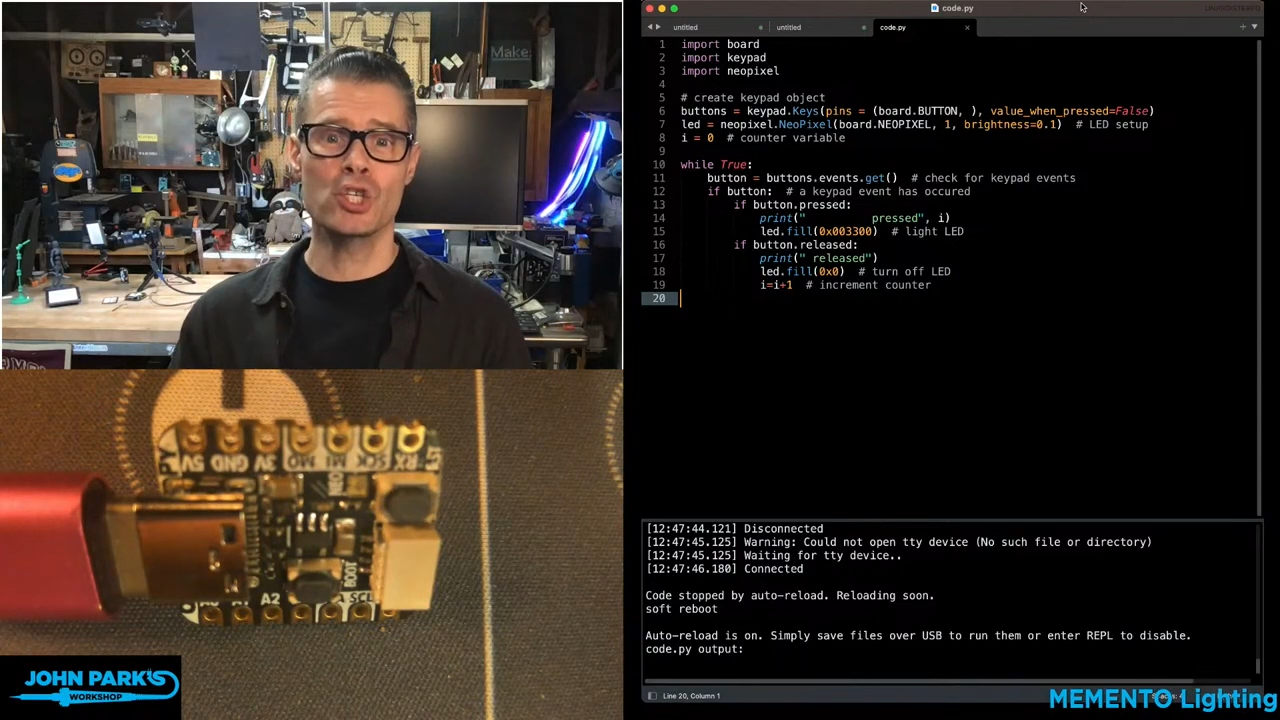 Make:
5V GND 3V MO MI SCK RX
A2
SCL
BOOT
JOHN PARK'S
WORKSHOP
code.py
UNREGISTERED
untitled
untitled
code.py
1 import board
2 import keypad
3 import neopixel
4
5 # create keypad object
6 buttons = keypad.Keys(pins = (board.BUTTON, ), value_when_pressed=False)
7 led = neopixel.NeoPixel(board.NEOPIXEL, 1, brightness=0.1)  # LED setup
8 i = 0  # counter variable
9
10 while True:
11     button = buttons.events.get()  # check for keypad events
12     if button:  # a keypad event has occured
13         if button.pressed:
14             print("          pressed", i)
15             led.fill(0x003300)  # light LED
16         if button.released:
17             print(" released")
18             led.fill(0x0)  # turn off LED
19             i=i+1  # increment counter
20
[12:47:44.121] Disconnected
[12:47:45.125] Warning: Could not open tty device (No such file or directory)
[12:47:45.125] Waiting for tty device..
[12:47:46.180] Connected
Code stopped by auto-reload. Reloading soon.
soft reboot
Auto-reload is on. Simply save files over USB to run them or enter REPL to disable.
code.py output:
Line 20, Column 1
MEMENTO Lighting